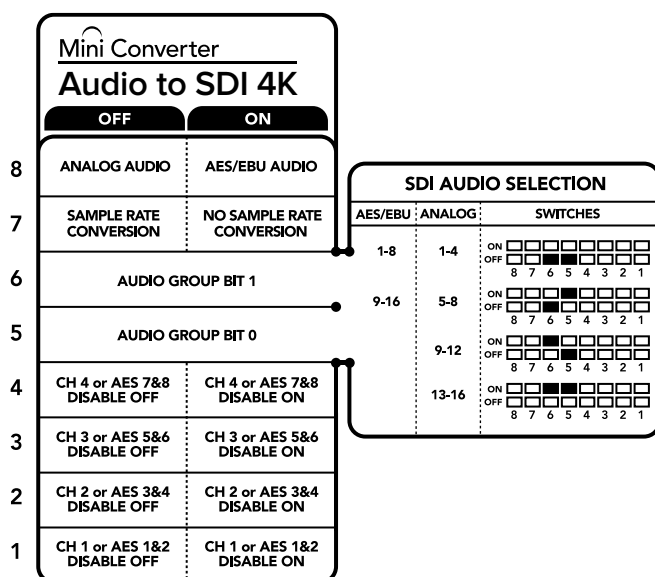 Mini Converter
Audio to SDI 4K
OFF ON
8 ANALOG AUDIO AES/EBU AUDIO
7 SAMPLE RATE CONVERSION NO SAMPLE RATE CONVERSION
6 AUDIO GROUP BIT 1
5 AUDIO GROUP BIT 0
4 CH 4 or AES 7&8 DISABLE OFF CH 4 or AES 7&8 DISABLE ON
3 CH 3 or AES 5&6 DISABLE OFF CH 3 or AES 5&6 DISABLE ON
2 CH 2 or AES 3&4 DISABLE OFF CH 2 or AES 3&4 DISABLE ON
1 CH 1 or AES 1&2 DISABLE OFF CH 1 or AES 1&2 DISABLE ON
SDI AUDIO SELECTION
AES/EBU ANALOG SWITCHES
1-8 1-4 ON
OFF
8 7 6 5 4 3 2 1
9-16 5-8 ON
OFF
8 7 6 5 4 3 2 1
9-12 ON
OFF
8 7 6 5 4 3 2 1
13-16 ON
OFF
8 7 6 5 4 3 2 1